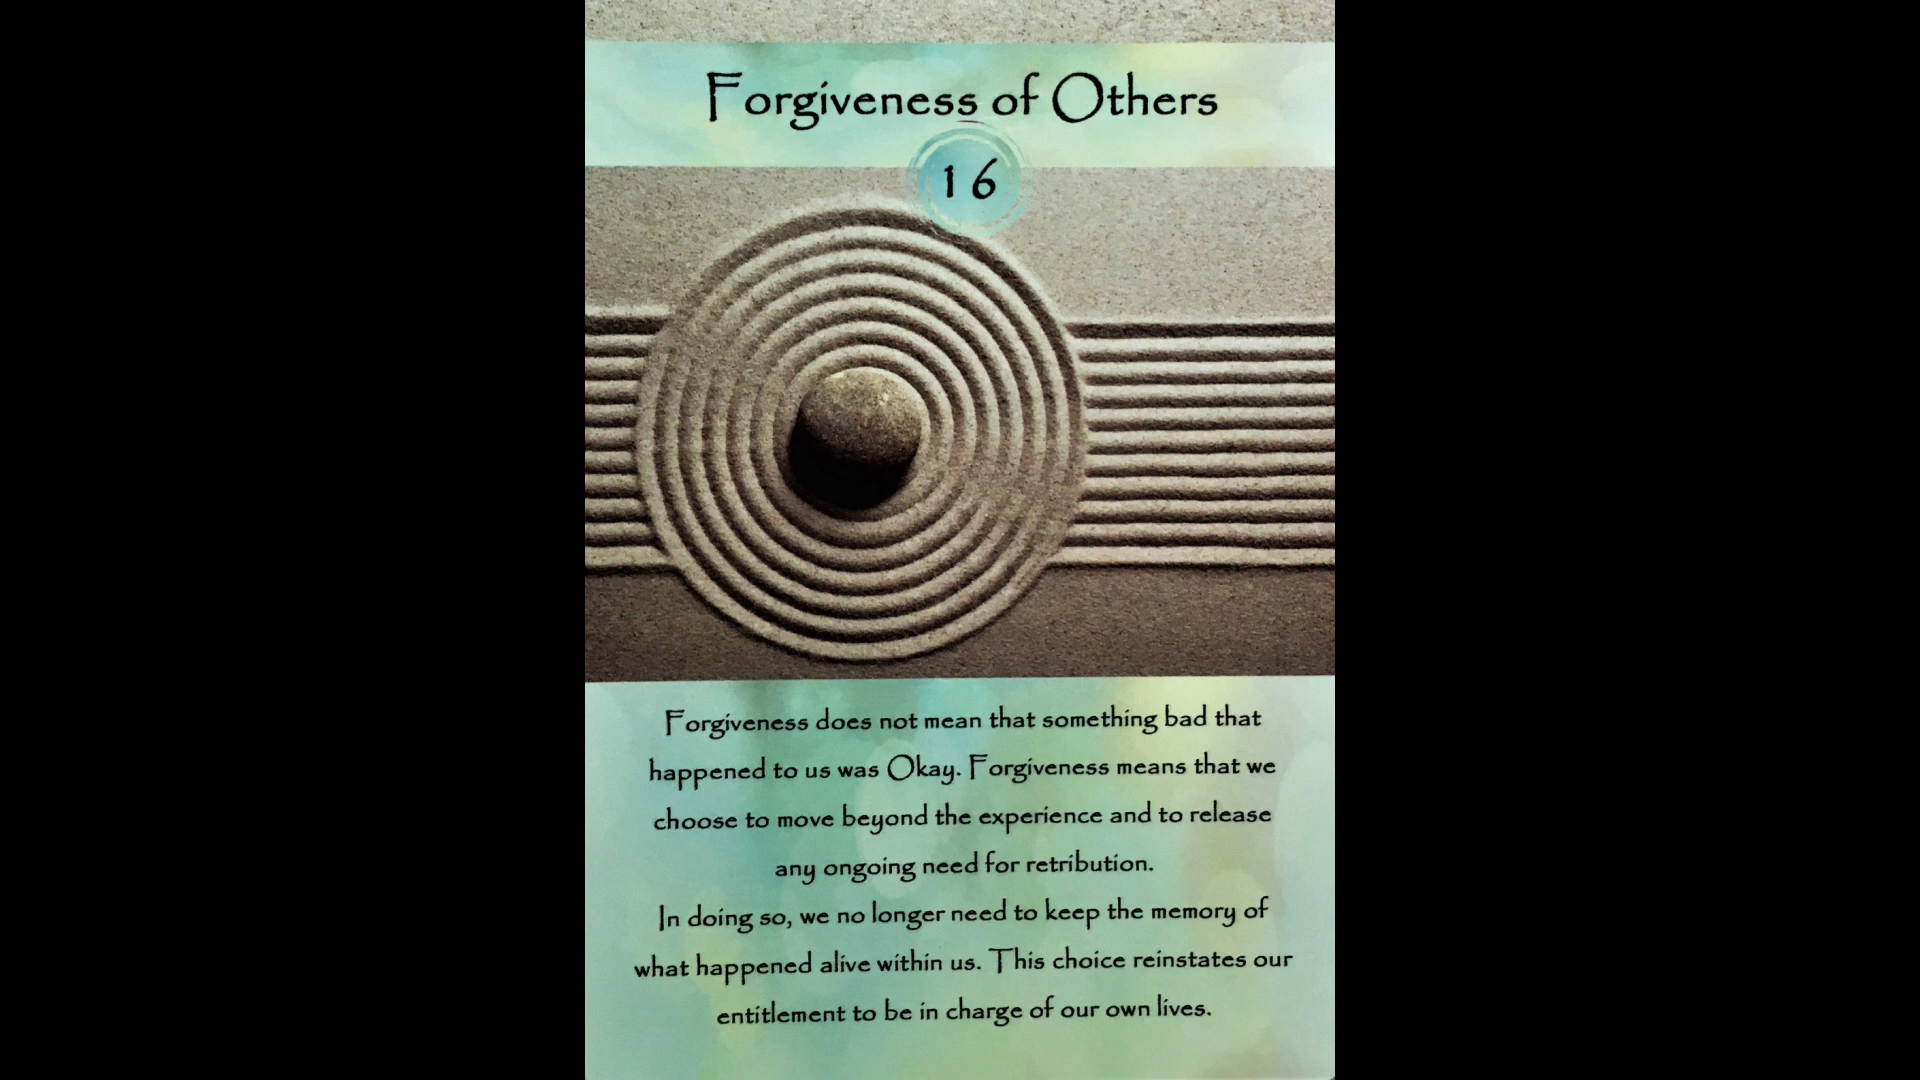 Forgiveness of Others
16
Forgiveness does not mean that something bad that
happened to us was Okay. Forgiveness means that we
choose to move beyond the experience and to release
any ongoing need for retribution.
In doing so, we no longer need to keep the memory of
what happened alive within us. This choice reinstates our
entitlement to be in charge of our own lives.